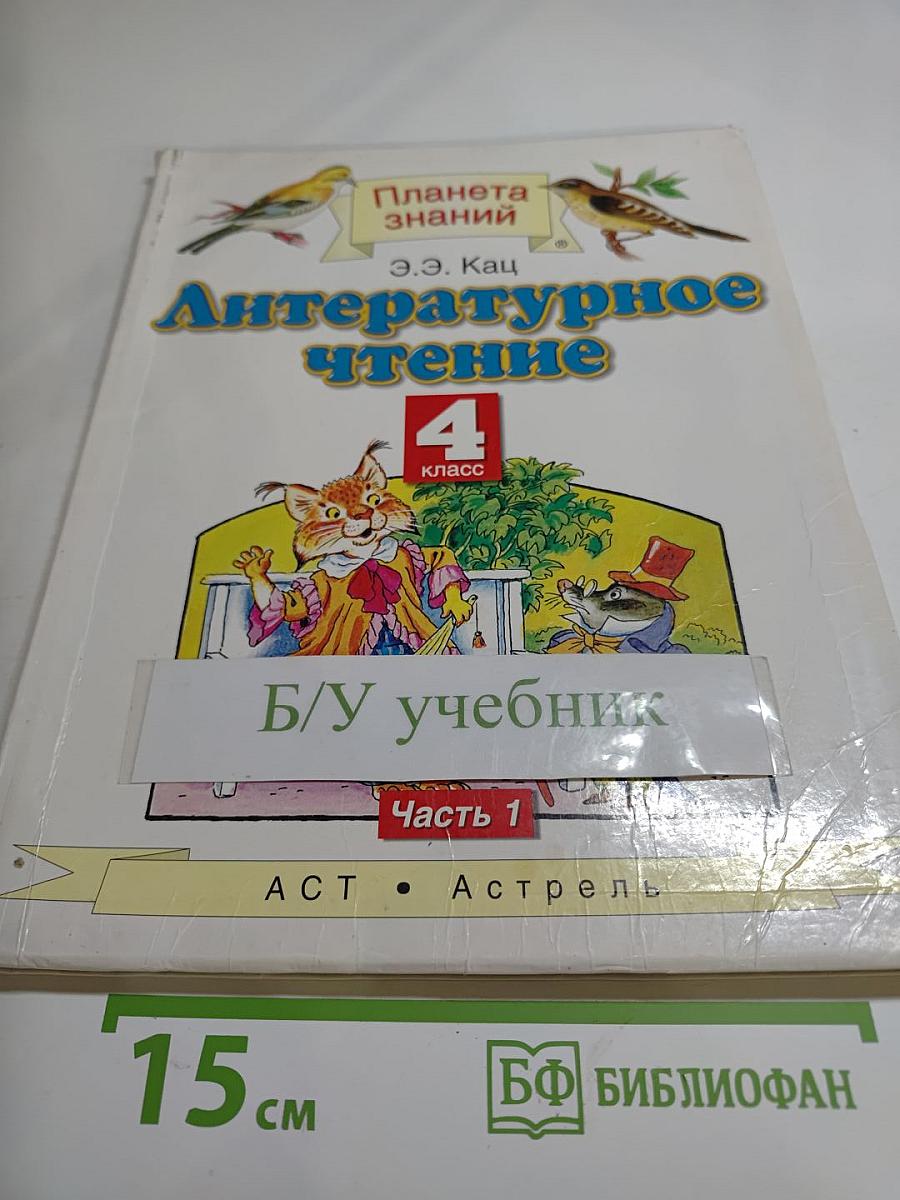 Планета
знаний
®
Э.Э. Кац
Литературное
чтение
4
класс
Б/У учебник
Часть 1
АСТ • Астрель
15 см
БФ БИБЛИОФАН